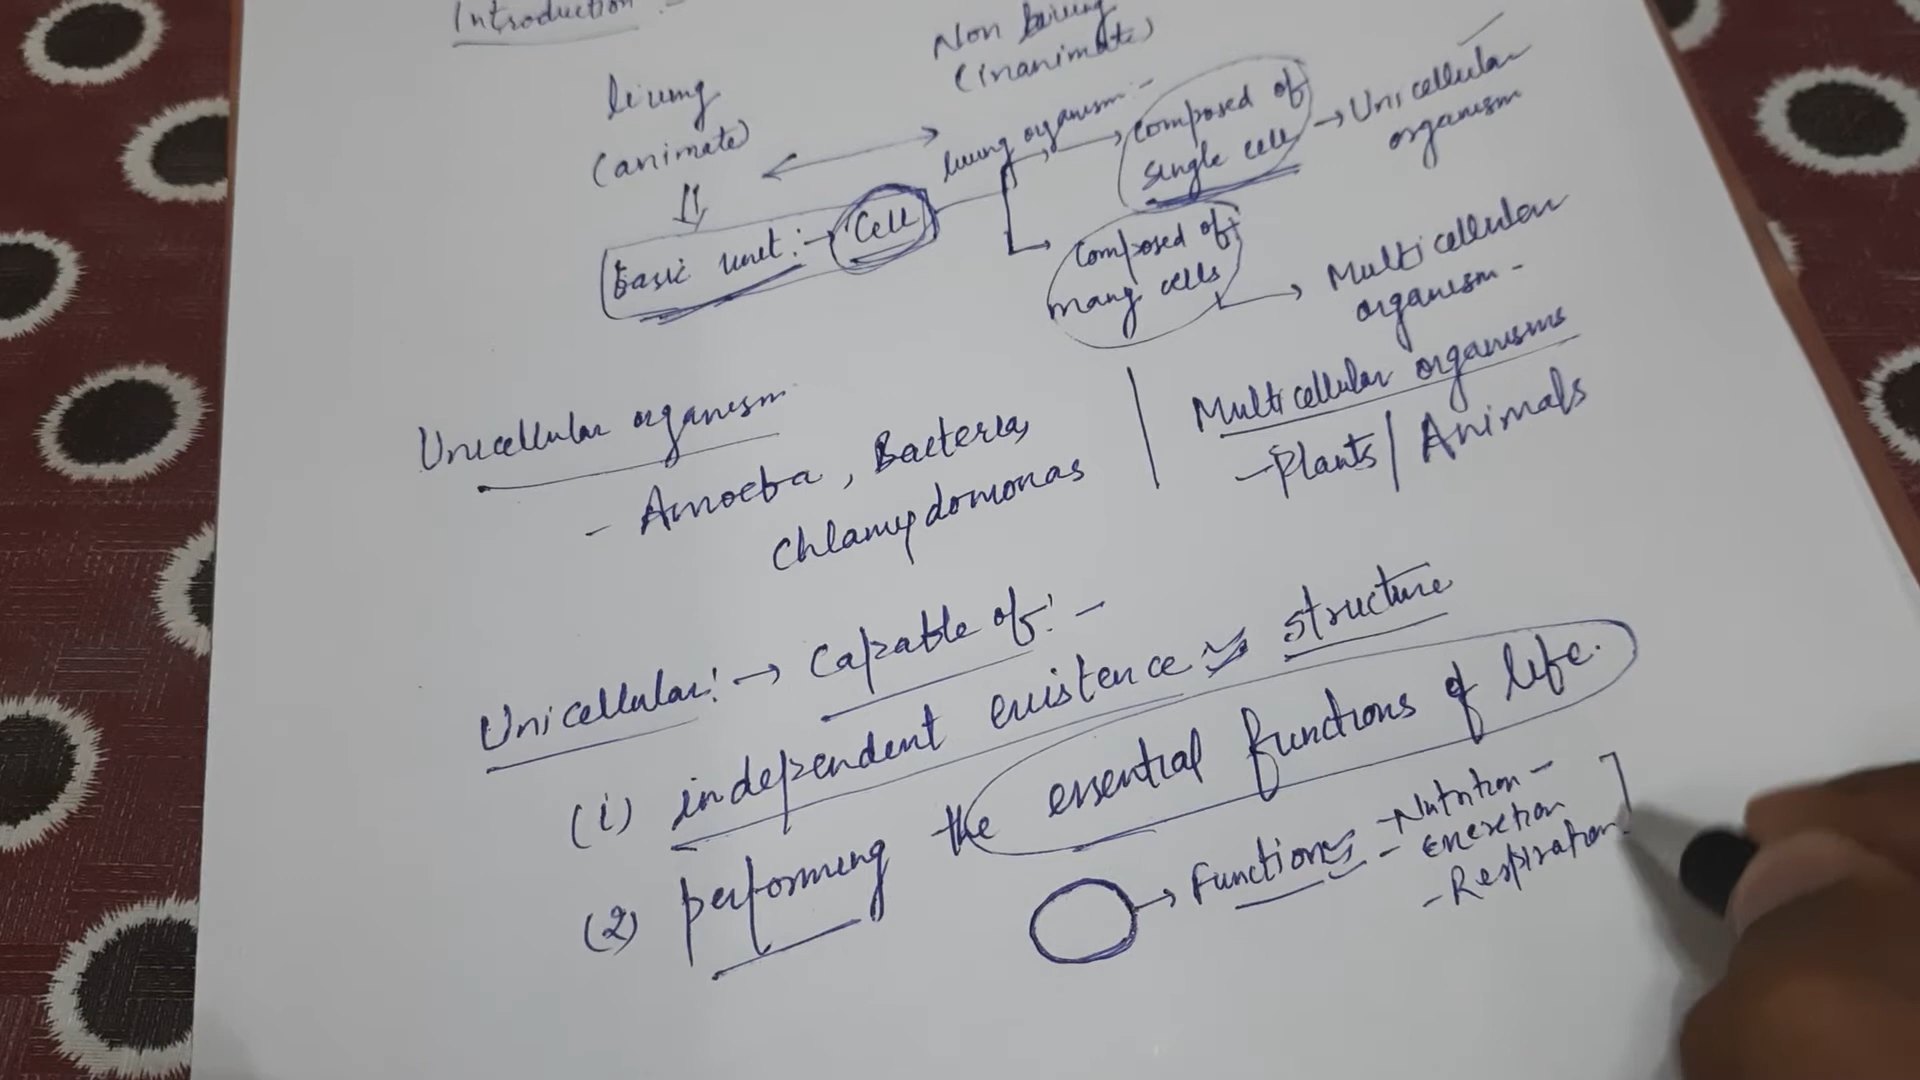 Introduction :-
Non living
(inanimate)
living
(animate)
Basic unit :- Cell
living organism :-
Composed of
single cell
Unicellular
organism
Composed of
many cells
Multicellular
organism -
Unicellular organism
- Amoeba, Bacteria,
Chlamydomonas
Multicellular organisms
- Plants / Animals
Unicellular :→ Capable of :-
(i) independent existence structure
(2) performing the essential functions of life.
Functions - Nutrition -
- Excretion
- Respiration